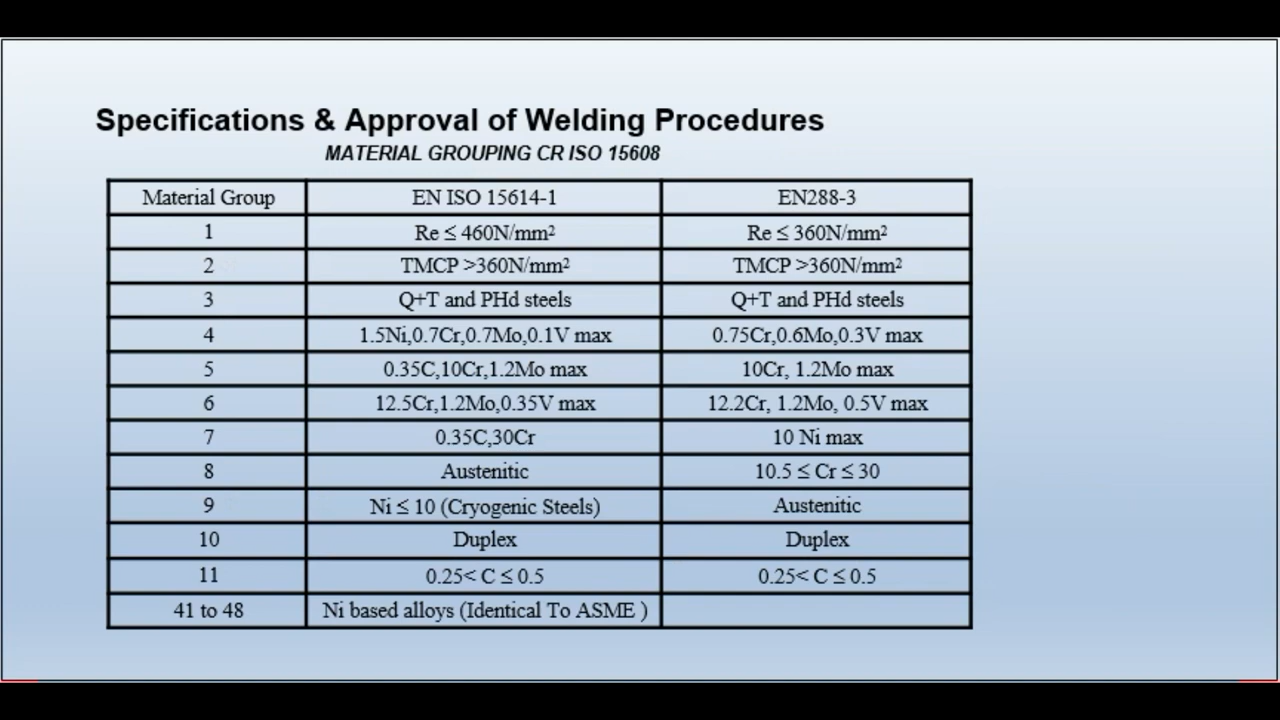 Specifications & Approval of Welding Procedures
MATERIAL GROUPING CR ISO 15608
Material Group EN ISO 15614-1 EN288-3
1 Re ≤ 460N/mm² Re ≤ 360N/mm²
2 TMCP >360N/mm² TMCP >360N/mm²
3 Q+T and PHd steels Q+T and PHd steels
4 1.5Ni,0.7Cr,0.7Mo,0.1V max 0.75Cr,0.6Mo,0.3V max
5 0.35C,10Cr,1.2Mo max 10Cr, 1.2Mo max
6 12.5Cr,1.2Mo,0.35V max 12.2Cr, 1.2Mo, 0.5V max
7 0.35C,30Cr 10 Ni max
8 Austenitic 10.5 ≤ Cr ≤ 30
9 Ni ≤ 10 (Cryogenic Steels) Austenitic
10 Duplex Duplex
11 0.25< C ≤ 0.5 0.25< C ≤ 0.5
41 to 48 Ni based alloys (Identical To ASME )